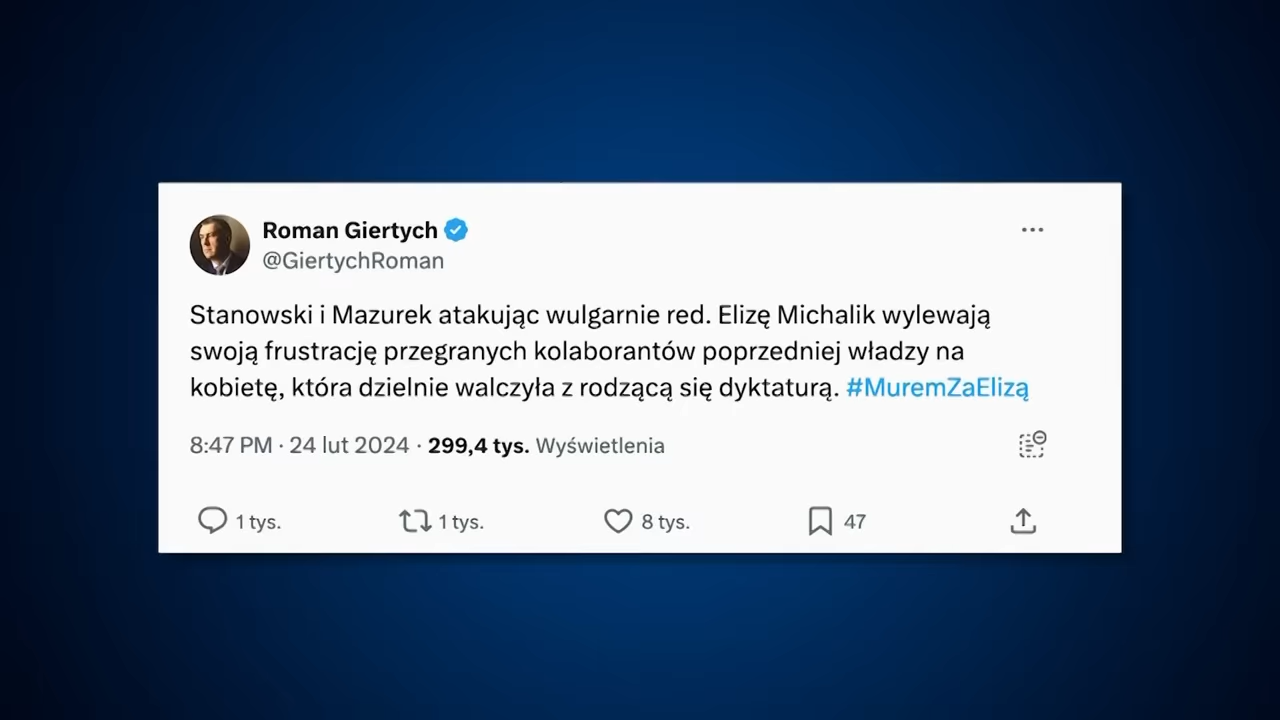 Roman Giertych
@GiertychRoman
Stanowski i Mazurek atakując wulgarnie red. Elizę Michalik wylewają
swoją frustrację przegranych kolaborantów poprzedniej władzy na
kobietę, która dzielnie walczyła z rodzącą się dyktaturą. #MuremZaElizą
8:47 PM · 24 lut 2024 · 299,4 tys. Wyświetlenia
1 tys. 1 tys. 8 tys. 47